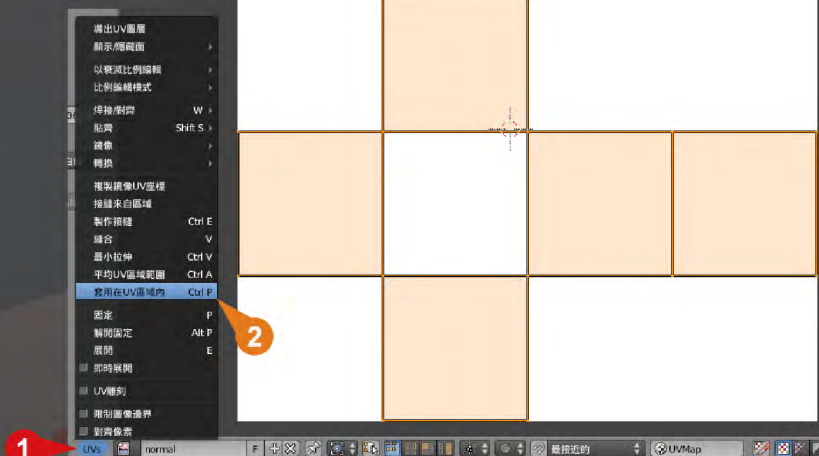 導出UV圖層
顯示/隱藏面
以衰減比例編輯
比例編輯模式
焊接/對齊 W
貼齊 Shift S
鏡像
轉換
複製鏡像UV座標
接縫來自區域
製作接縫 Ctrl E
縫合 V
最小拉伸 Ctrl V
平均UV區域範圍 Ctrl A
套用在UV區域內 Ctrl P
2
固定 P
解開固定 Alt P
展開 E
即時展開
UV雕刻
限制圖像邊界
對齊像素
1 UVs normal F 最接近的 UVMap